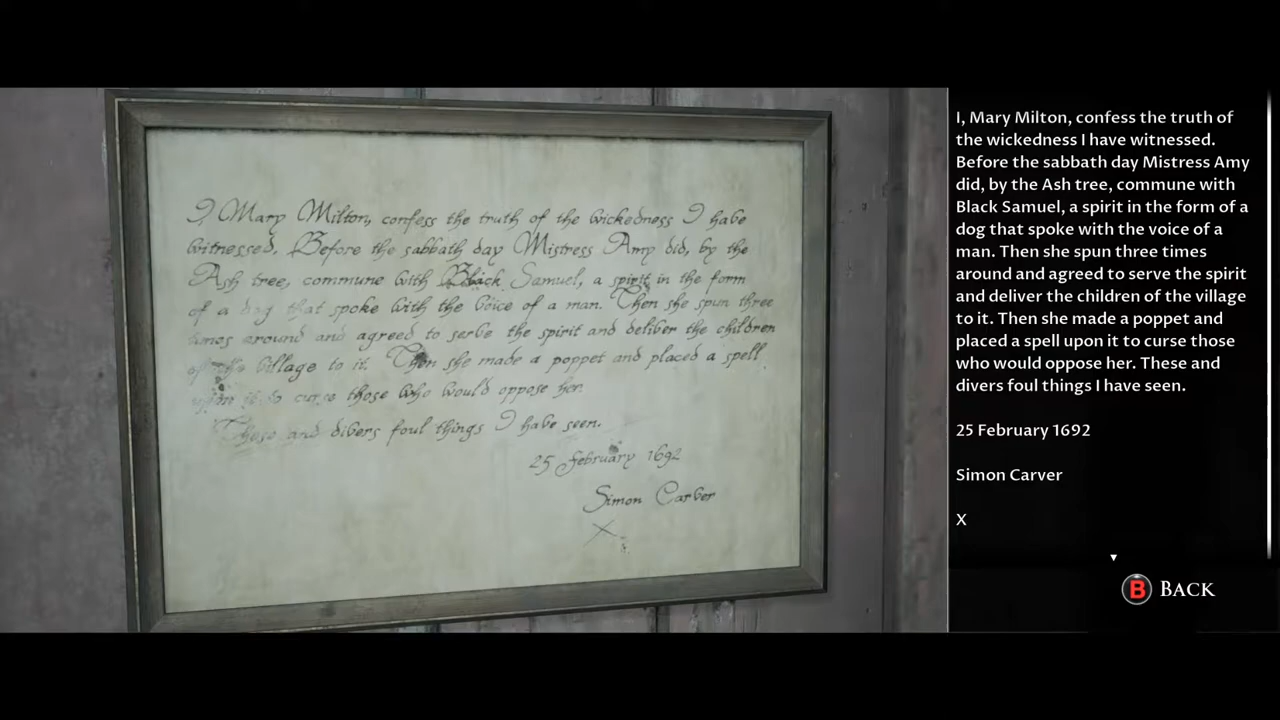 I, Mary Milton, confess the truth of the wickedness I have
witnessed. Before the sabbath day Mistress Amy did, by the
Ash tree, commune with Black Samuel, a spirit in the form
of a dog that spoke with the voice of a man. Then she spun three
times around and agreed to serve the spirit and deliver the children
of the village to it. Then she made a poppet and placed a spell
upon it to curse those who would oppose her.
These and divers foul things I have seen.
25 February 1692
Simon Carver
X
I, Mary Milton, confess the truth of
the wickedness I have witnessed.
Before the sabbath day Mistress Amy
did, by the Ash tree, commune with
Black Samuel, a spirit in the form of a
dog that spoke with the voice of a
man. Then she spun three times
around and agreed to serve the spirit
and deliver the children of the village
to it. Then she made a poppet and
placed a spell upon it to curse those
who would oppose her. These and
divers foul things I have seen.
25 February 1692
Simon Carver
X
B BACK